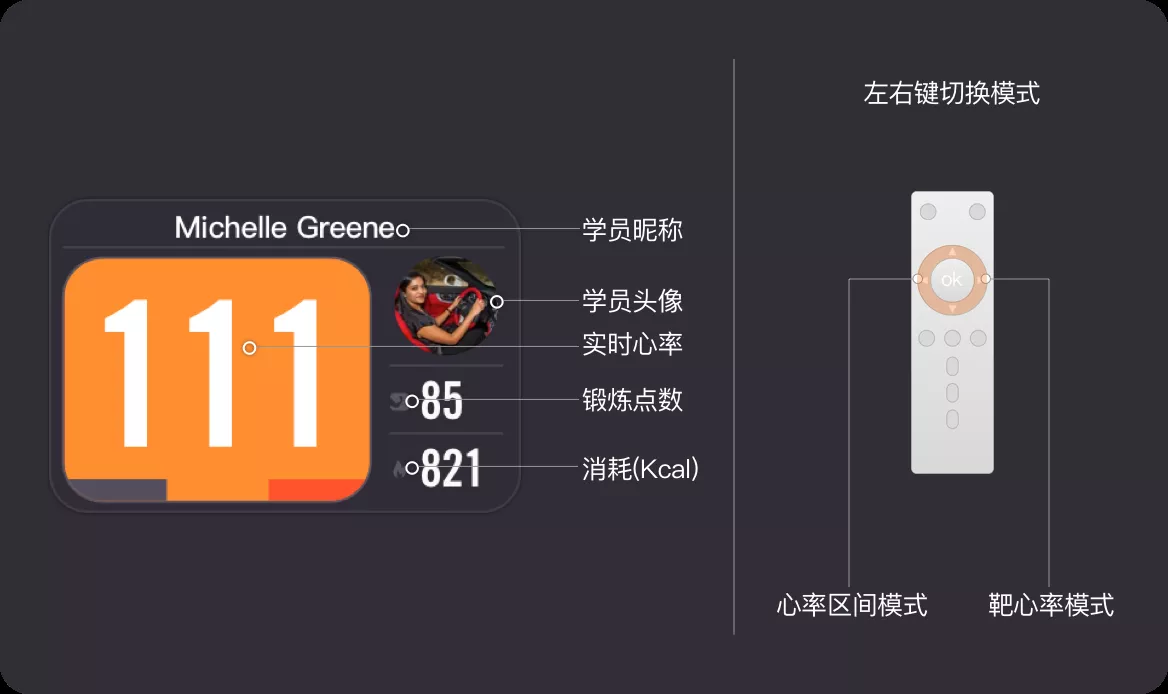 Michelle Greene
111
85
821
学员昵称
学员头像
实时心率
锻炼点数
消耗(Kcal)
左右键切换模式
ok
心率区间模式
靶心率模式